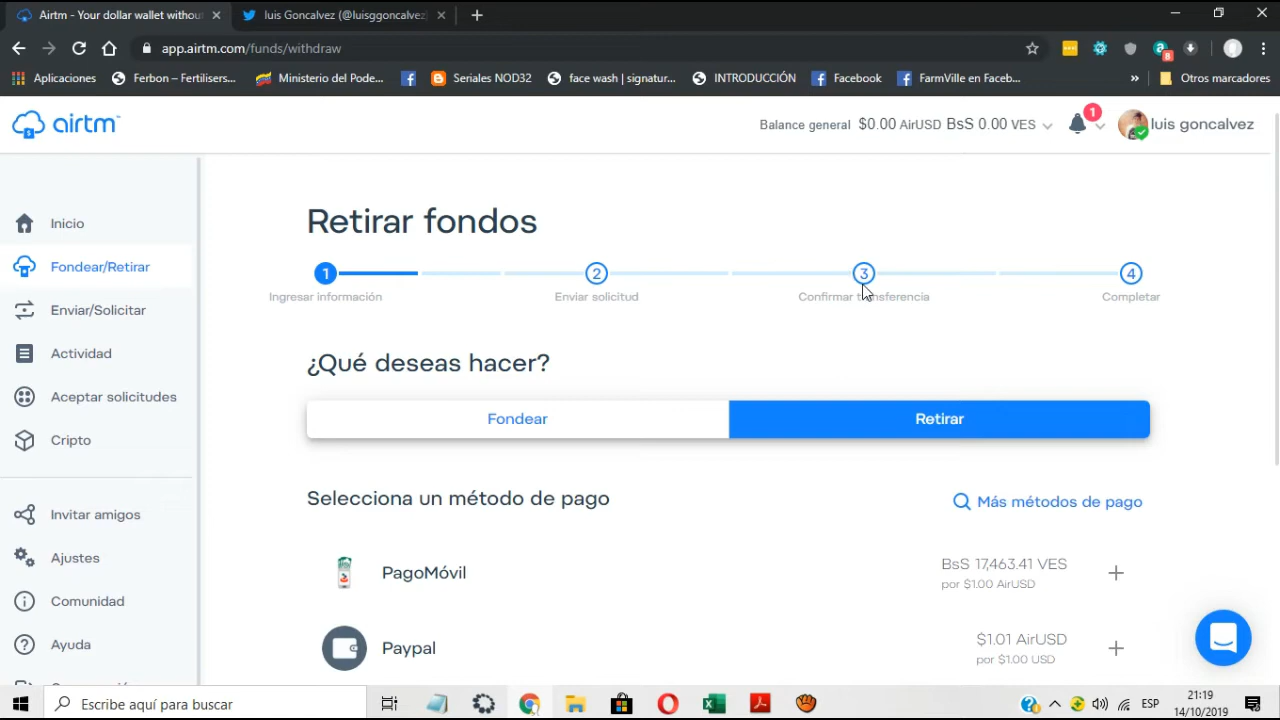 Airtm - Your dollar wallet withou
luis Goncalvez (@luisggoncalvez)
app.airtm.com/funds/withdraw
8
Aplicaciones
Ferbon – Fertilisers...
Ministerio del Pode...
Seriales NOD32
face wash | signatur...
INTRODUCCIÓN
Facebook
FarmVille en Faceb...
»
Otros marcadores
airtm
Balance general $0.00 AirUSD BsS 0.00 VES
1
luis goncalvez
Inicio
Fondear/Retirar
Enviar/Solicitar
Actividad
Aceptar solicitudes
Cripto
Invitar amigos
Ajustes
Comunidad
Ayuda
Retirar fondos
1
2
3
4
Ingresar información
Enviar solicitud
Confirmar transferencia
Completar
¿Qué deseas hacer?
Fondear
Retirar
Selecciona un método de pago
Más métodos de pago
PagoMóvil
BsS 17,463.41 VES
por $1.00 AirUSD
Paypal
$1.01 AirUSD
por $1.00 USD
Escribe aquí para buscar
ESP
21:19
14/10/2019